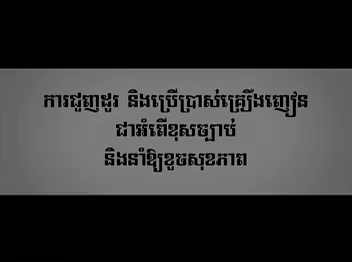 ការជួញដូរ និងប្រើប្រាស់គ្រឿងញៀន
ជាអំពើខុសច្បាប់
និងនាំឱ្យខូចសុខភាព